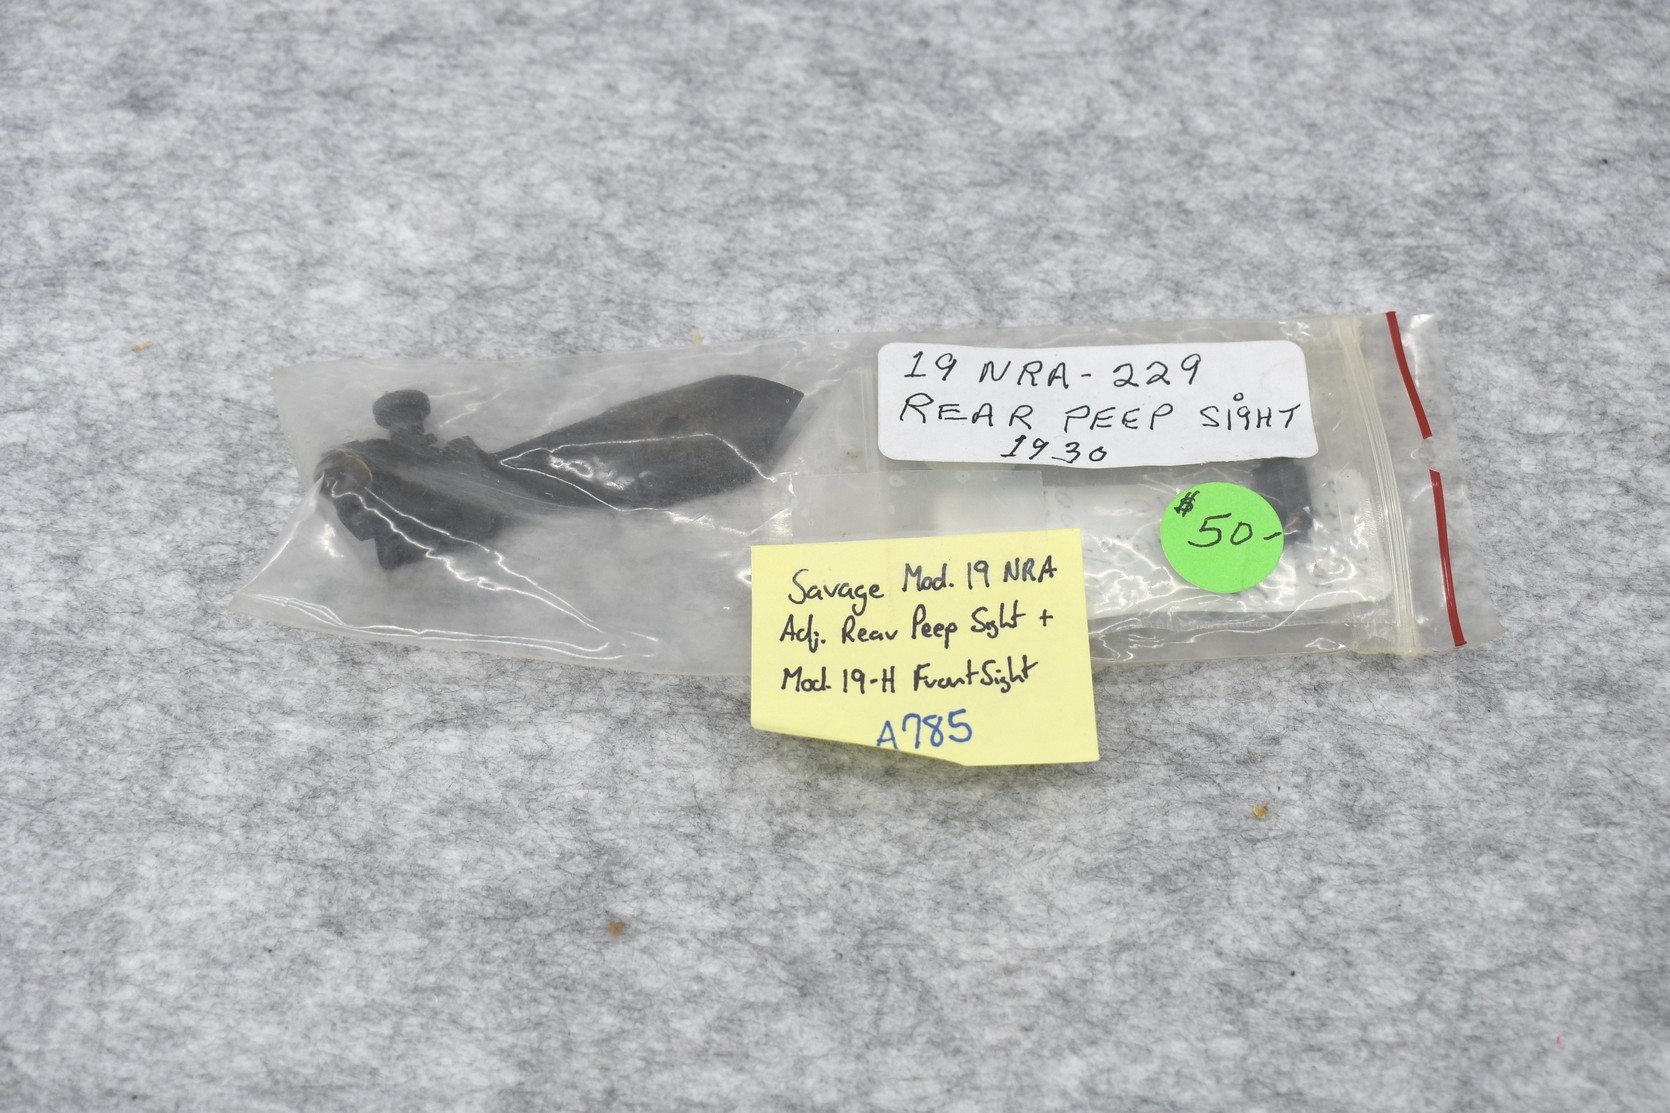 19 NRA-229
REAR PEEP SigHT
1930
$50-
Savage Mod. 19 NRA
Adj. Rear Peep Sight +
Mod. 19-H Front Sight
A785